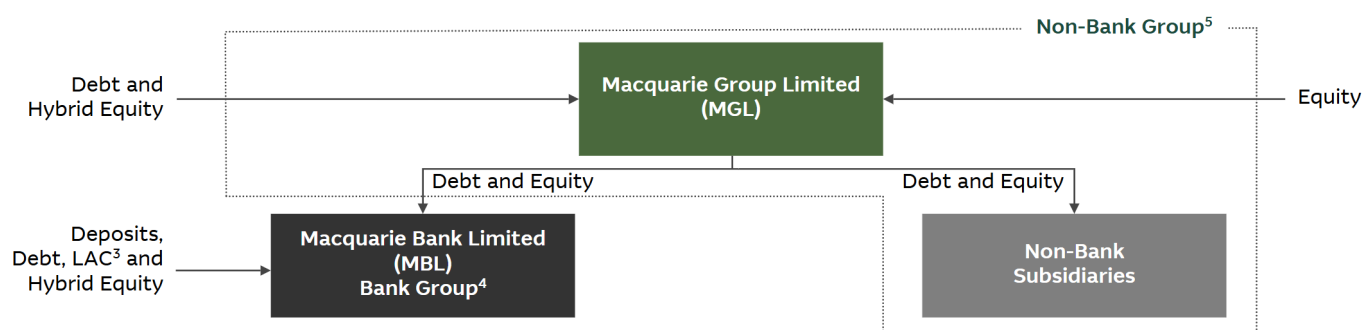 Non-Bank Group⁵
Debt and
Hybrid Equity
Macquarie Group Limited
(MGL)
Equity
Debt and Equity
Debt and Equity
Deposits,
Debt, LAC³ and
Hybrid Equity
Macquarie Bank Limited
(MBL)
Bank Group⁴
Non-Bank
Subsidiaries